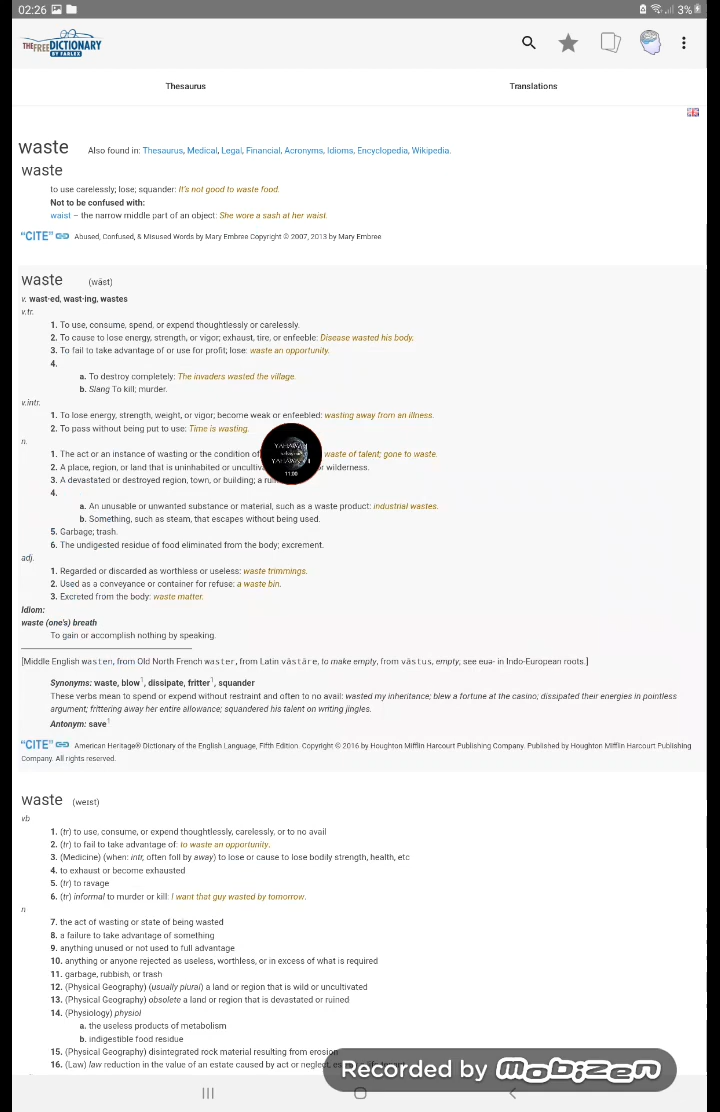 02:26 3%
THE FREE DICTIONARY
BY FARLEX
Thesaurus Translations
waste Also found in: Thesaurus, Medical, Legal, Financial, Acronyms, Idioms, Encyclopedia, Wikipedia.
waste
to use carelessly; lose; squander: It's not good to waste food.
Not to be confused with:
waist – the narrow middle part of an object: She wore a sash at her waist.
"CITE" Abused, Confused, & Misused Words by Mary Embree Copyright © 2007, 2013 by Mary Embree
waste (wāst)
v. wast·ed, wast·ing, wastes
v.tr.
1. To use, consume, spend, or expend thoughtlessly or carelessly.
2. To cause to lose energy, strength, or vigor; exhaust, tire, or enfeeble: Disease wasted his body.
3. To fail to take advantage of or use for profit; lose: waste an opportunity.
4.
a. To destroy completely: The invaders wasted the village.
b. Slang To kill; murder.
v.intr.
1. To lose energy, strength, weight, or vigor; become weak or enfeebled: wasting away from an illness.
2. To pass without being put to use: Time is wasting.
n.
1. The act or an instance of wasting or the condition of waste of talent; gone to waste.
2. A place, region, or land that is uninhabited or wilderness.
3. A devastated or destroyed region, town, or building; a
4.
a. An unusable or unwanted substance or material, such as a waste product: industrial wastes.
b. Something, such as steam, that escapes without being used.
5. Garbage; trash.
6. The undigested residue of food eliminated from the body; excrement.
adj.
1. Regarded or discarded as worthless or useless: waste trimmings.
2. Used as a conveyance or container for refuse: a waste bin.
3. Excreted from the body: waste matter.
Idiom:
waste (one's) breath
To gain or accomplish nothing by speaking.
[Middle English wasten, from Old North French waster, from Latin vāstāre, to make empty, from vāstus, empty; see euə- in Indo-European roots.]
Synonyms: waste, blow1, dissipate, fritter1, squander
These verbs mean to spend or expend without restraint and often to no avail: wasted my inheritance; blew a fortune at the casino; dissipated their energies in pointless
argument; frittering away her entire allowance; squandered his talent on writing jingles.
Antonym: save1
"CITE" American Heritage® Dictionary of the English Language, Fifth Edition. Copyright © 2016 by Houghton Mifflin Harcourt Publishing Company. Published by Houghton Mifflin Harcourt Publishing
Company. All rights reserved.
waste (weɪst)
vb
1. (tr) to use, consume, or expend thoughtlessly, carelessly, or to no avail
2. (tr) to fail to take advantage of: to waste an opportunity.
3. (Medicine) (when: intr, often foll by away) to lose or cause to lose bodily strength, health, etc
4. to exhaust or become exhausted
5. (tr) to ravage
6. (tr) informal to murder or kill: I want that guy wasted by tomorrow.
n
7. the act of wasting or state of being wasted
8. a failure to take advantage of something
9. anything unused or not used to full advantage
10. anything or anyone rejected as useless, worthless, or in excess of what is required
11. garbage, rubbish, or trash
12. (Physical Geography) (usually plural) a land or region that is wild or uncultivated
13. (Physical Geography) obsolete a land or region that is devastated or ruined
14. (Physiology) physiol
a. the useless products of metabolism
b. indigestible food residue
15. (Physical Geography) disintegrated rock material resulting from erosion
16. (Law) law reduction in the value of an estate caused by act or neglect,
Recorded by mobizen